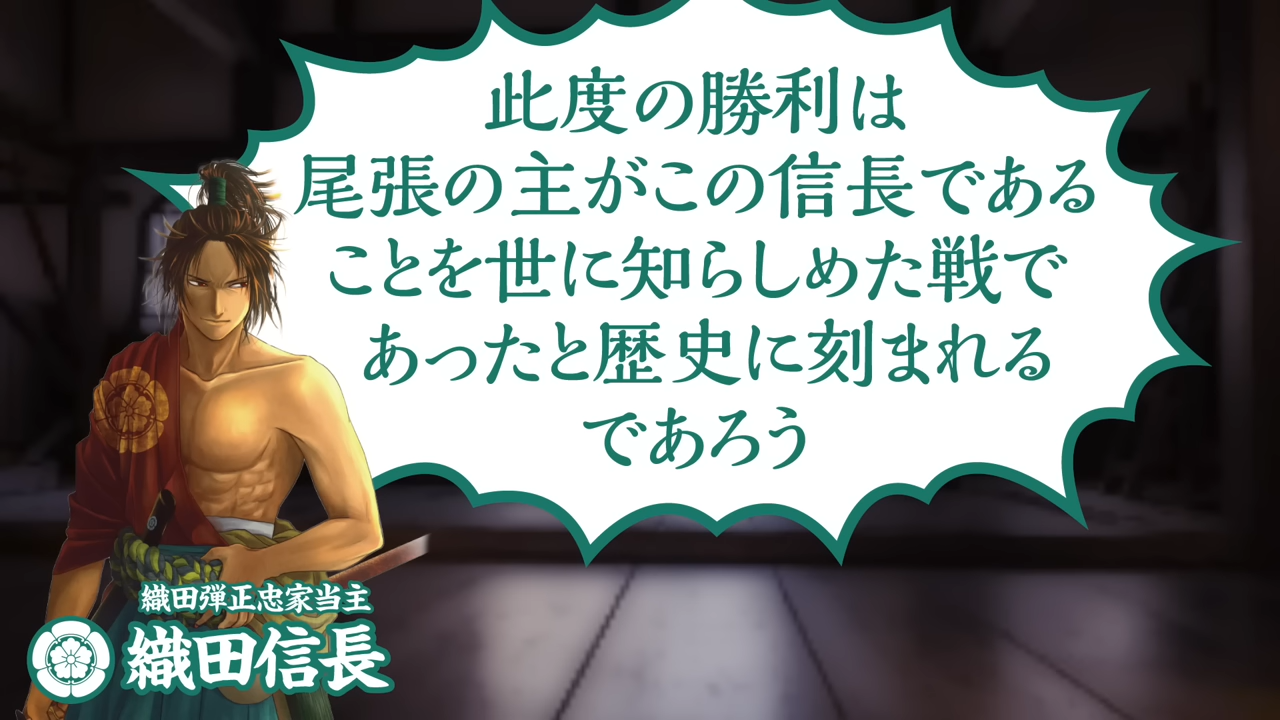 此度の勝利は
尾張の主がこの信長である
ことを世に知らしめた戦で
あったと歴史に刻まれる
であろう
織田弾正忠家当主
織田信長